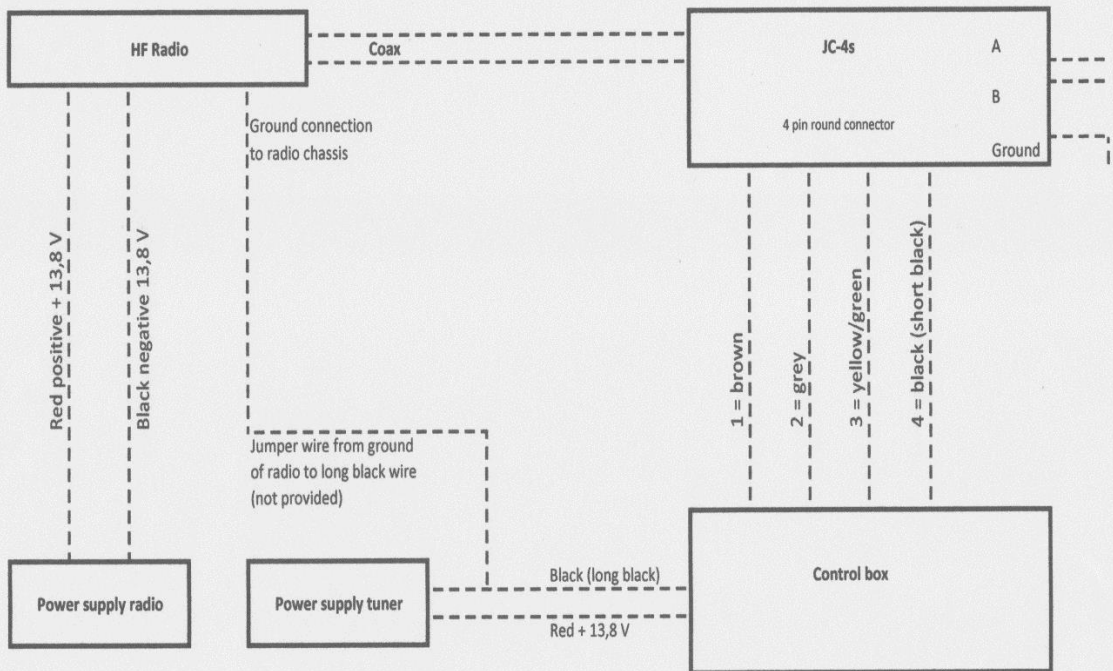 HF Radio
Coax
JC-4s
A
B
4 pin round connector
Ground
Ground connection
to radio chassis
Red positive + 13,8 V
Black negative 13,8 V
1 = brown
2 = grey
3 = yellow/green
4 = black (short black)
Jumper wire from ground
of radio to long black wire
(not provided)
Power supply radio
Power supply tuner
Black (long black)
Red + 13,8 V
Control box